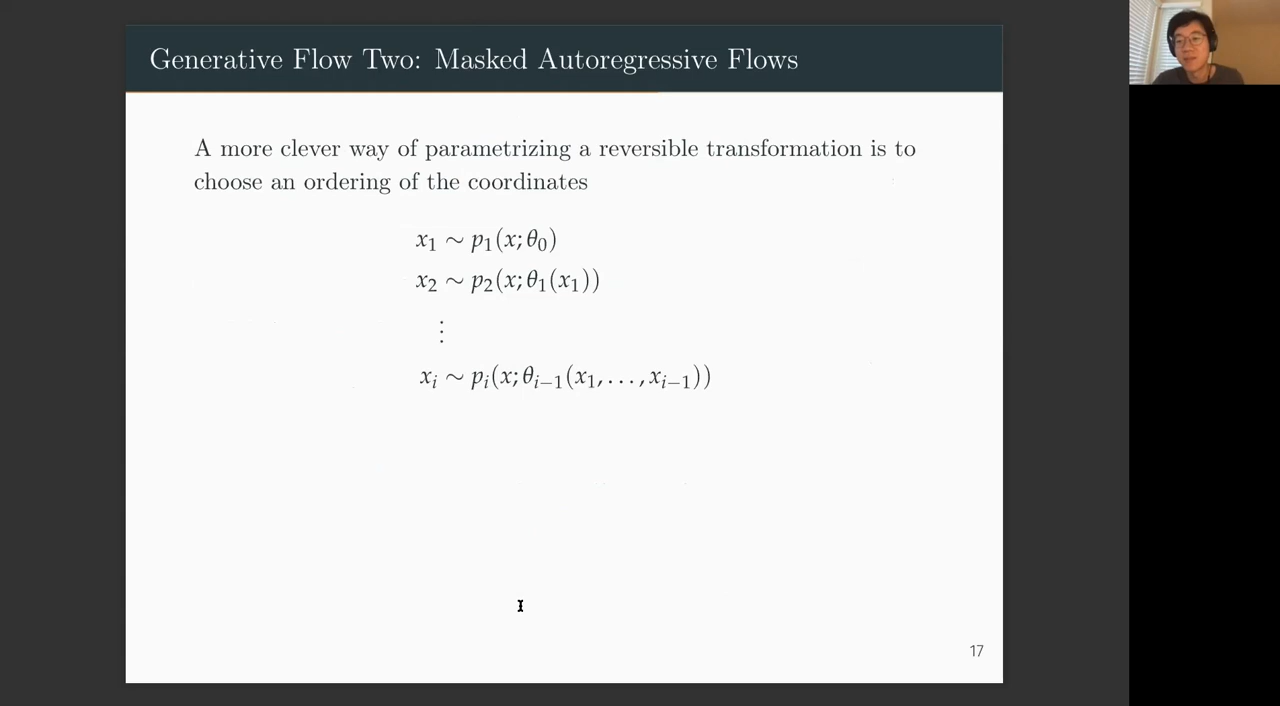 Generative Flow Two: Masked Autoregressive Flows
A more clever way of parametrizing a reversible transformation is to
choose an ordering of the coordinates
x₁ ∼ p₁(x; θ₀)
x₂ ∼ p₂(x; θ₁(x₁))
⋮
xᵢ ∼ pᵢ(x; θᵢ₋₁(x₁, . . . , xᵢ₋₁))
17